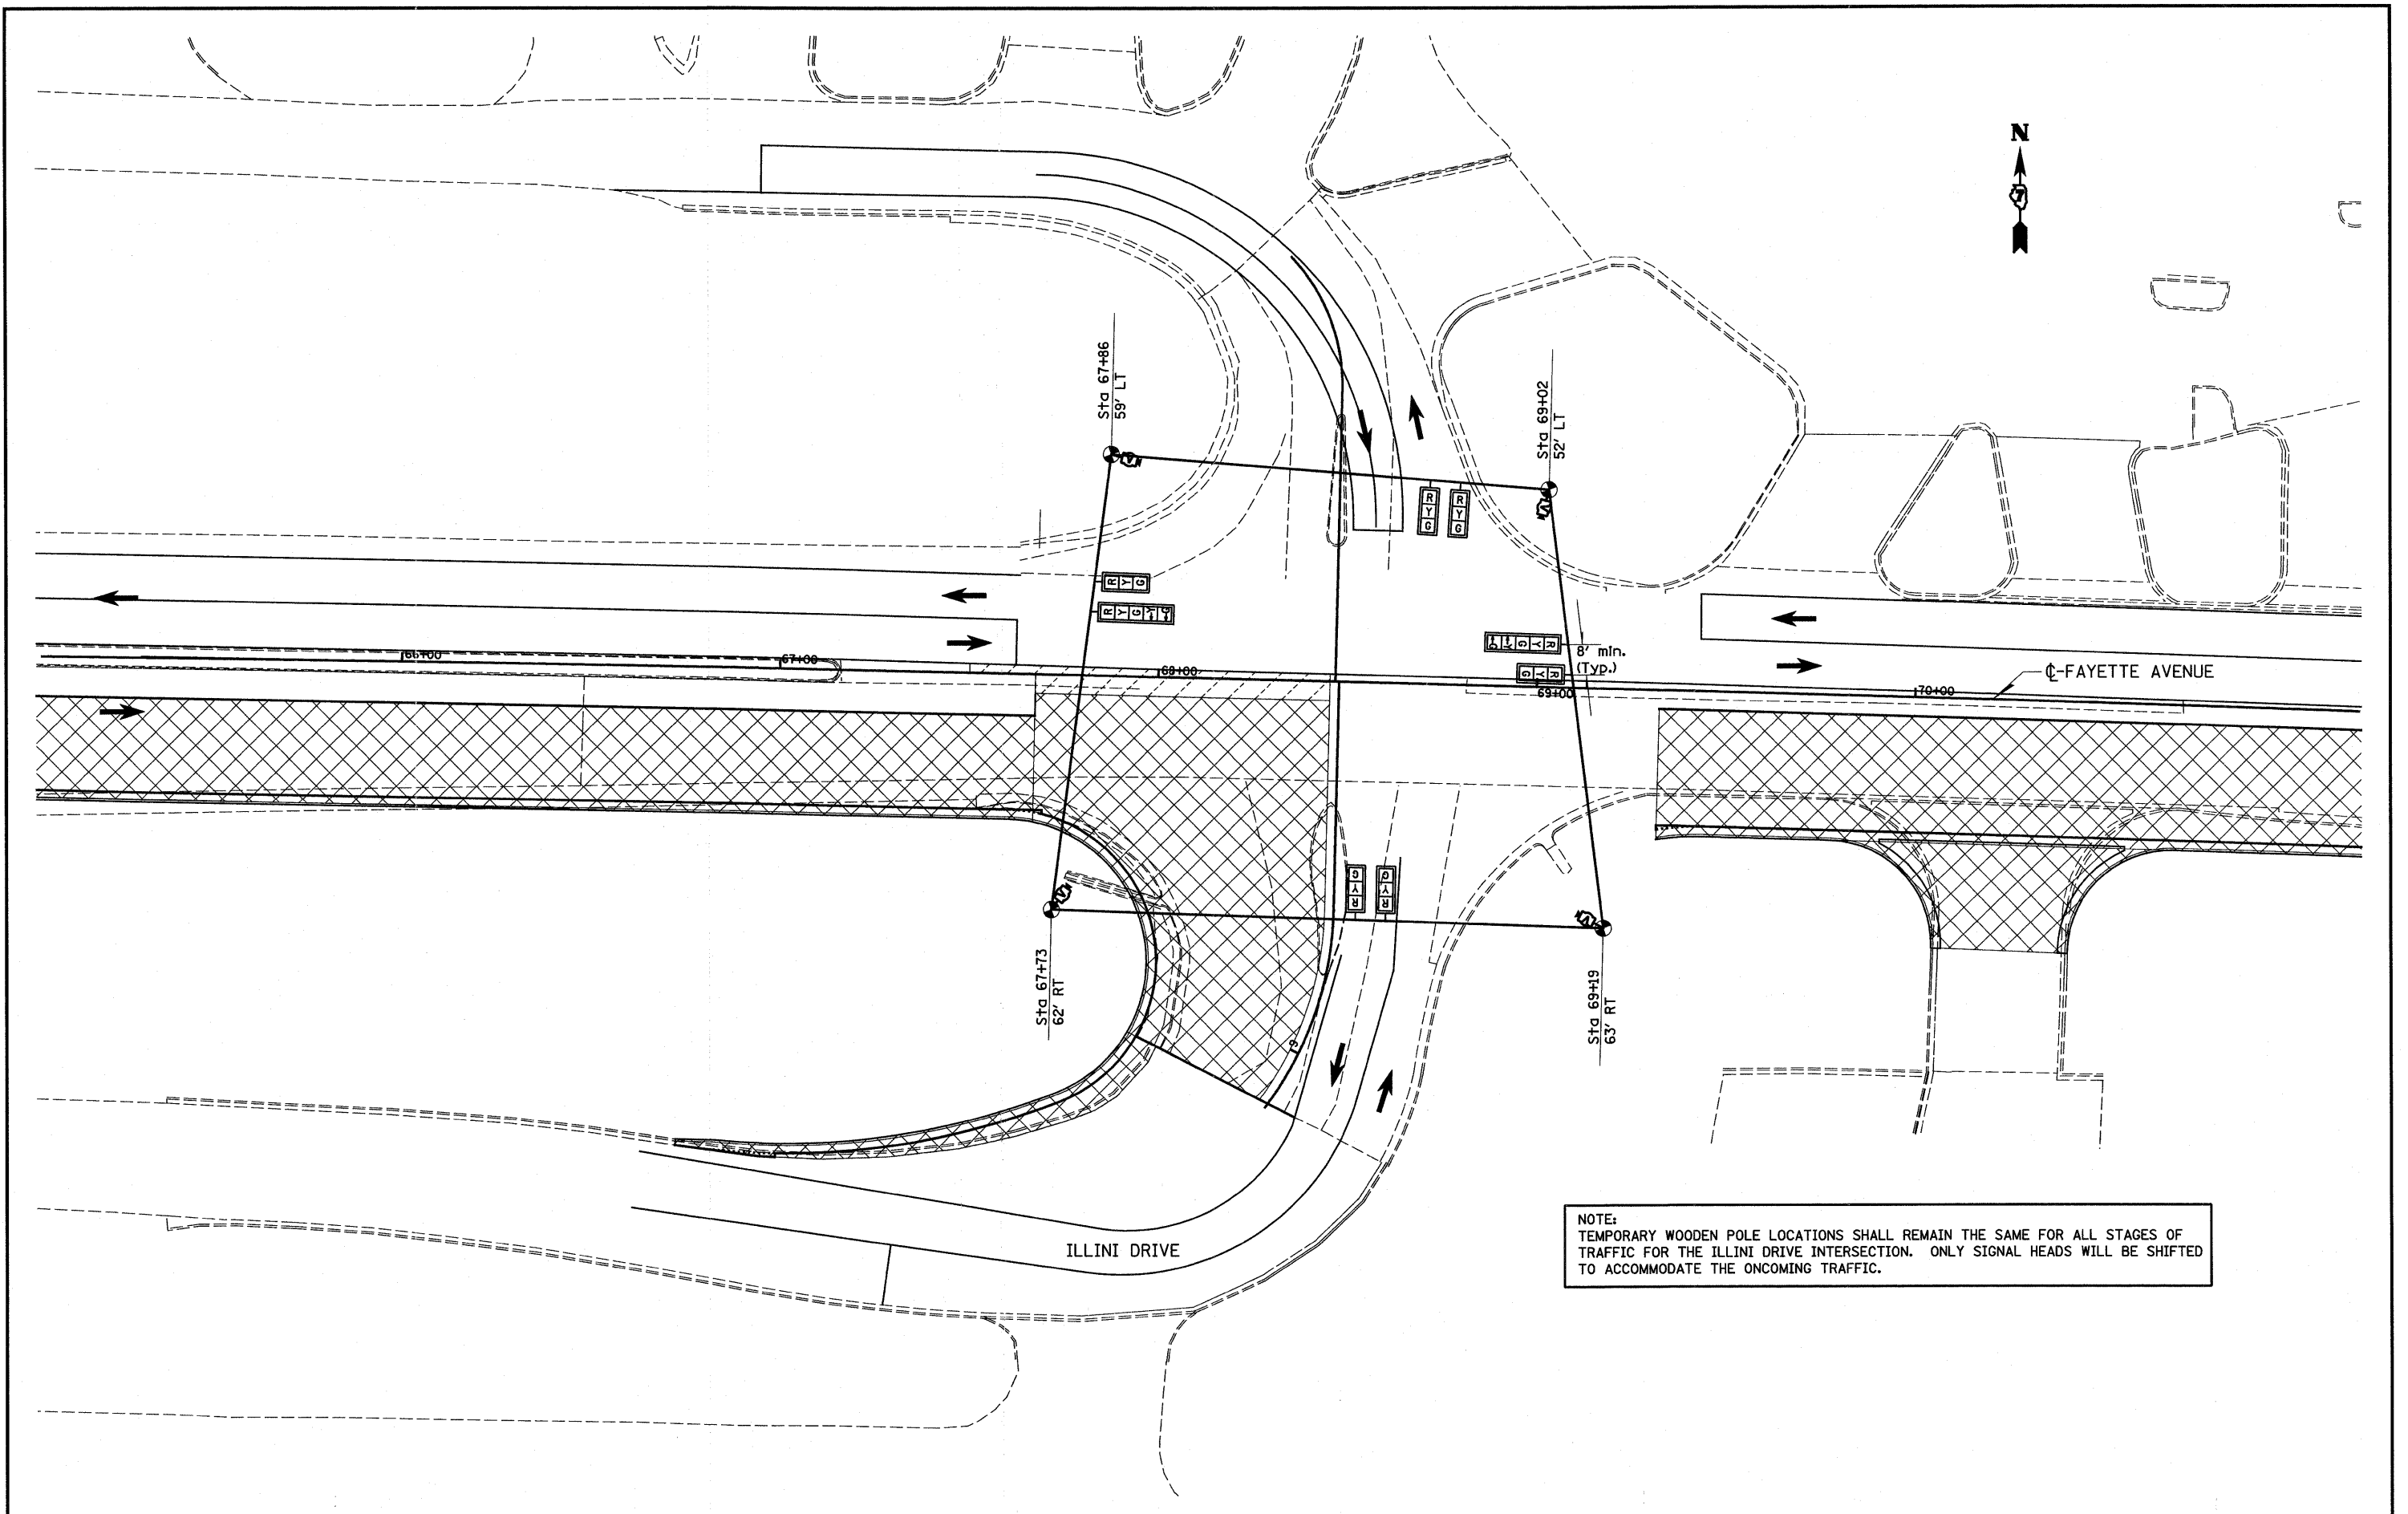 N
Sta 67+86
59' LT
Sta 69+02
52' LT
R Y G
R Y G
R Y G
R Y G Y G
G Y G Y R
8' min.
(Typ.)
G Y R
66+00
67+00
68+00
69+00
70+00
℄-FAYETTE AVENUE
G Y R
G Y R
Sta 67+73
62' RT
Sta 69+19
63' RT
ILLINI DRIVE
NOTE:
TEMPORARY WOODEN POLE LOCATIONS SHALL REMAIN THE SAME FOR ALL STAGES OF
TRAFFIC FOR THE ILLINI DRIVE INTERSECTION. ONLY SIGNAL HEADS WILL BE SHIFTED
TO ACCOMMODATE THE ONCOMING TRAFFIC.